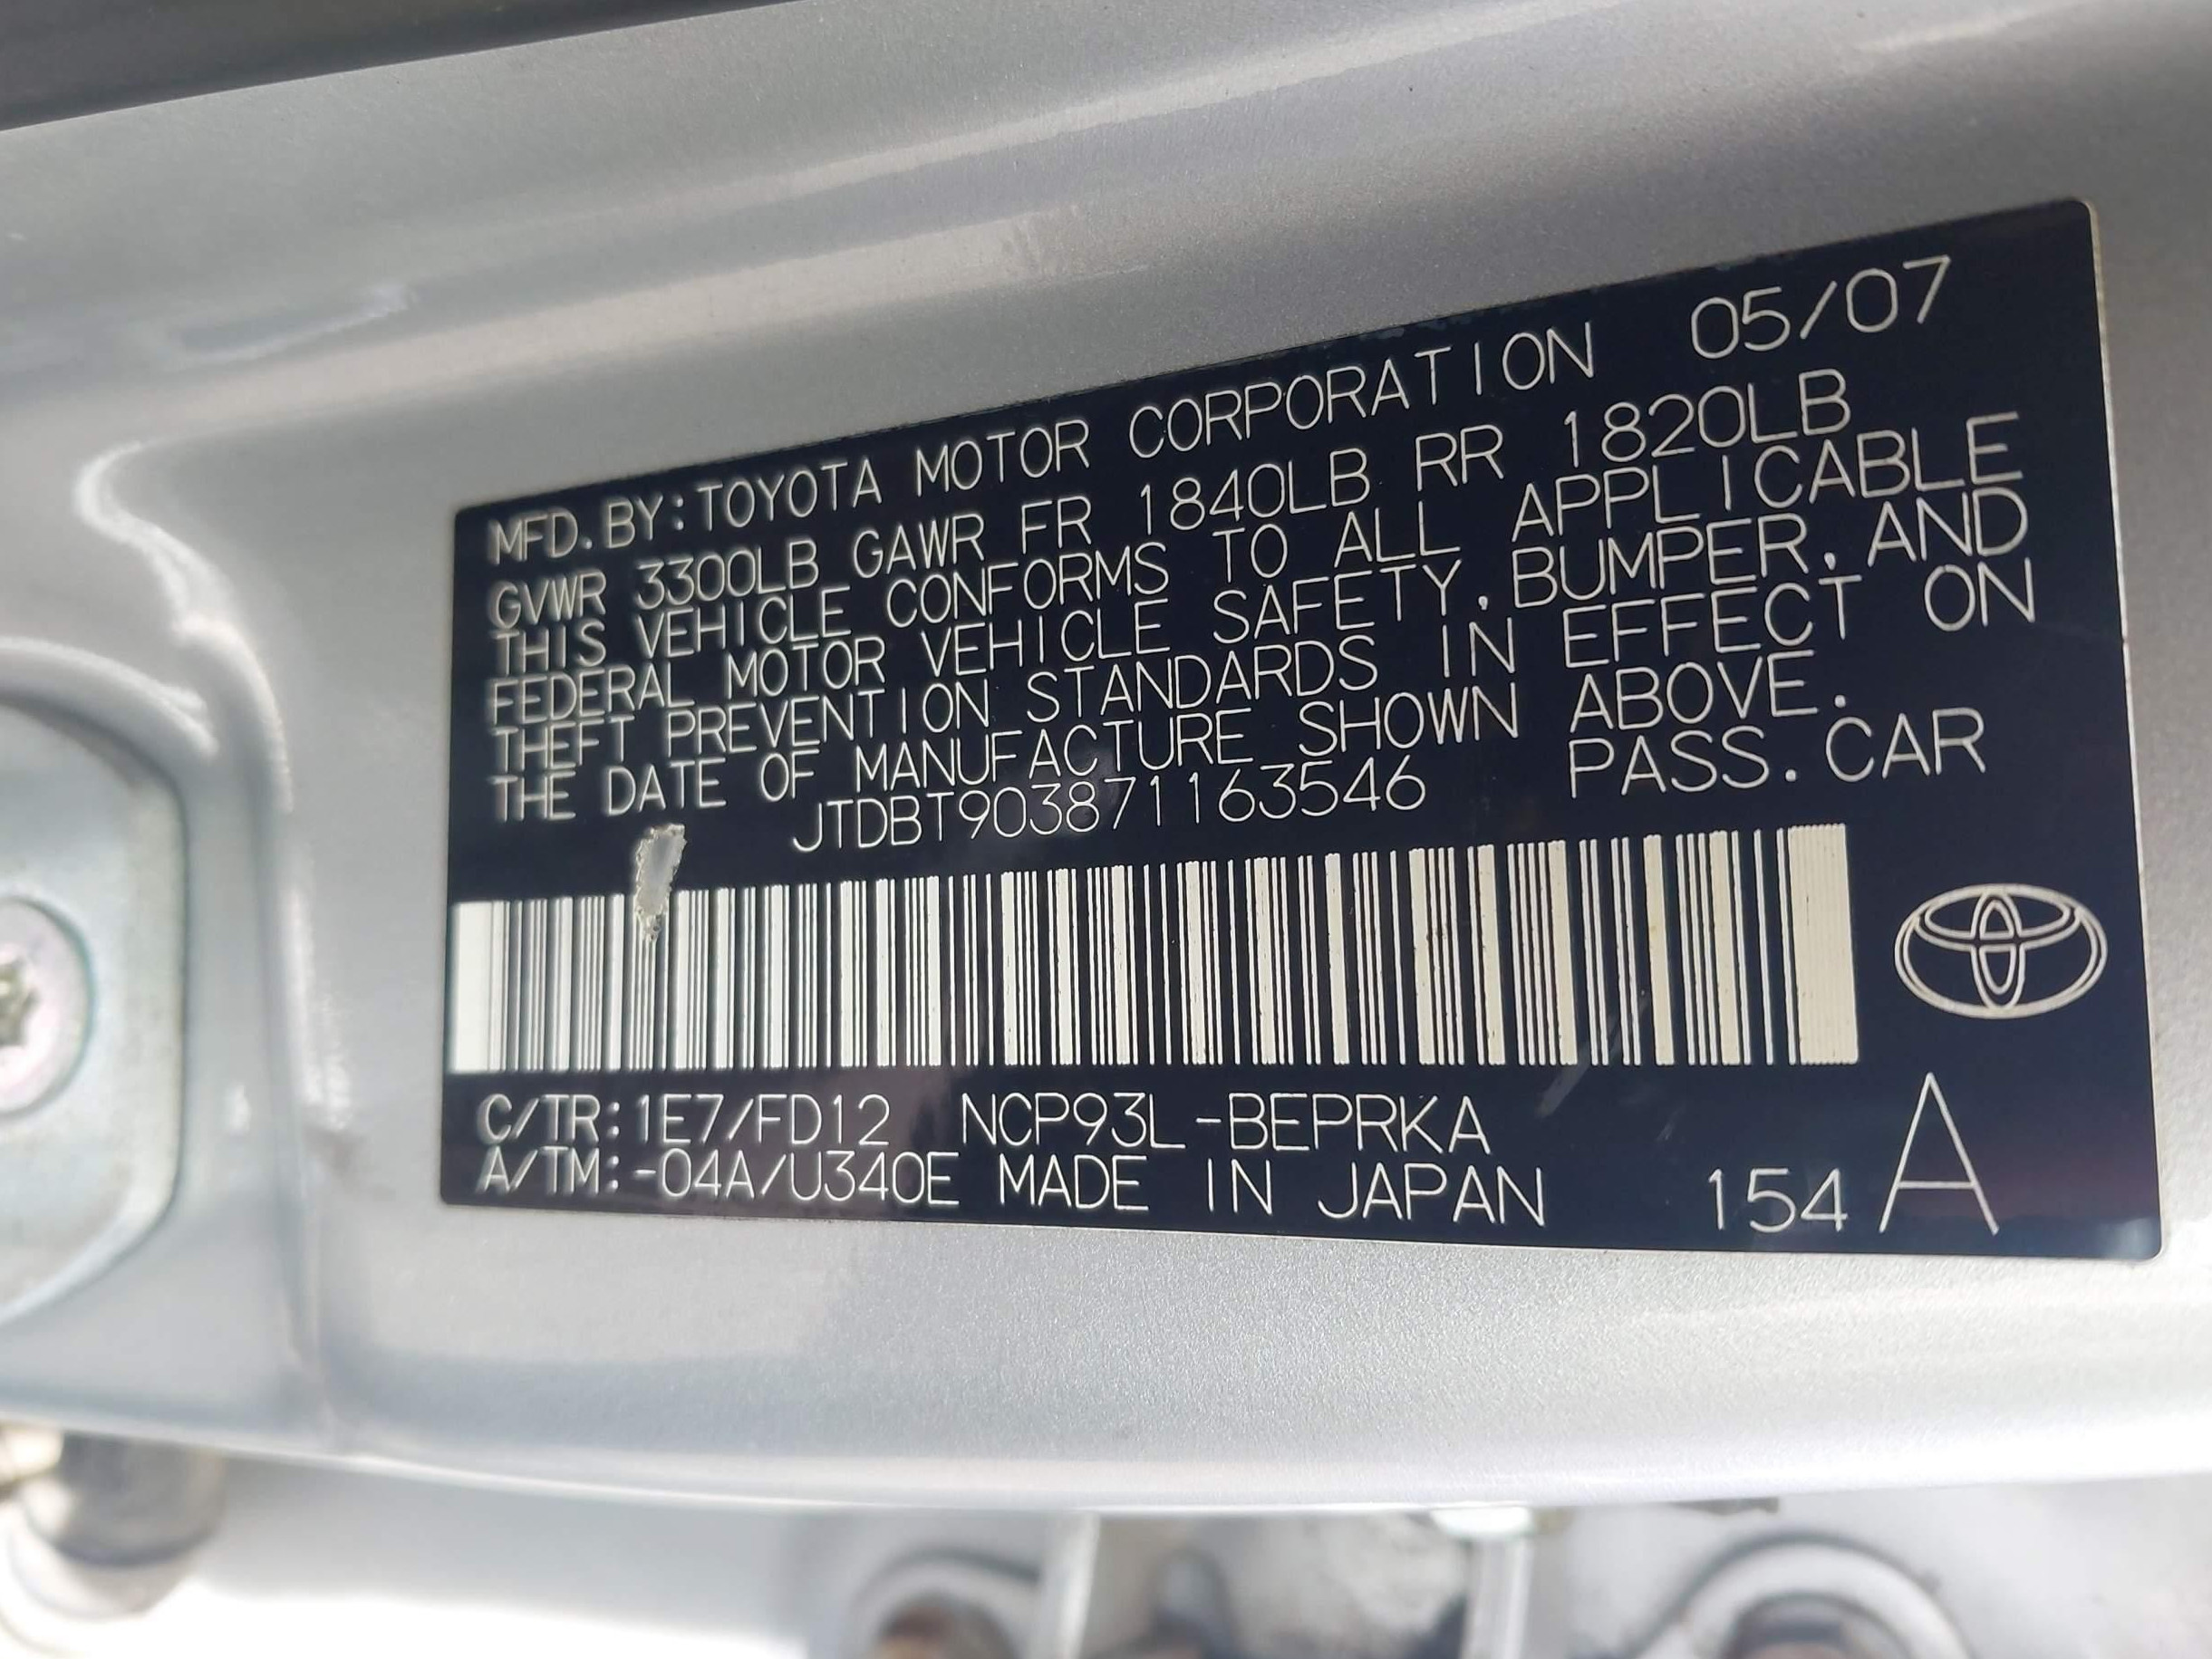 MFD.BY:TOYOTA MOTOR CORPORATION 05/07
GVWR 3300LB GAWR FR 1840LB RR 1820LB
THIS VEHICLE CONFORMS TO ALL APPLICABLE
FEDERAL MOTOR VEHICLE SAFETY, BUMPER, AND
THEFT PREVENTION STANDARDS IN EFFECT ON
THE DATE OF MANUFACTURE SHOWN ABOVE.
JTDBT903871163546 PASS.CAR
C/TR:1E7/FD12 NCP93L-BEPRKA
A/TM:-04A/U340E MADE IN JAPAN 154 A